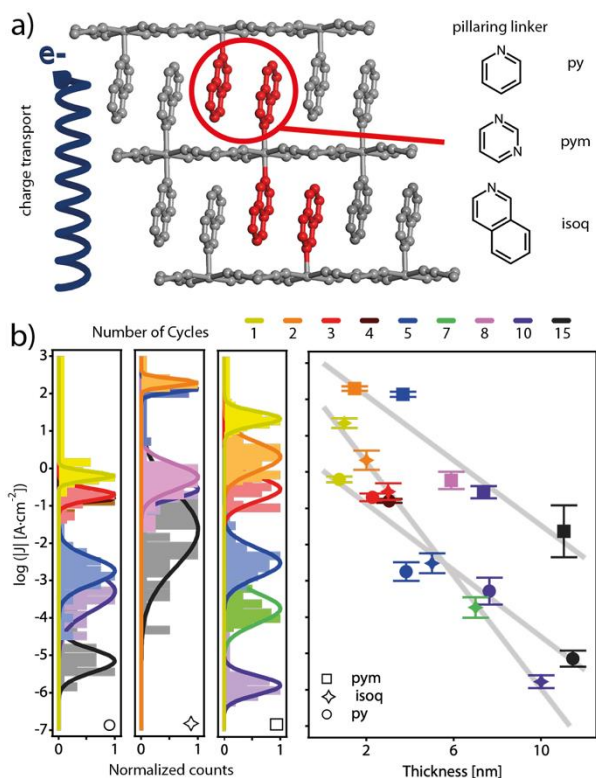 a)
pillaring linker
e-
charge transport
N
py
N
N
pym
N
isoq
b)
Number of Cycles
1 2 3 4 5 7 8 10 15
log (|J| [A·cm⁻²]
3
2
1
0
-1
-2
-3
-4
-5
-6
-7
0 1
0 1
0 1
Normalized counts
pym
isoq
py
2 6 10
Thickness [nm]